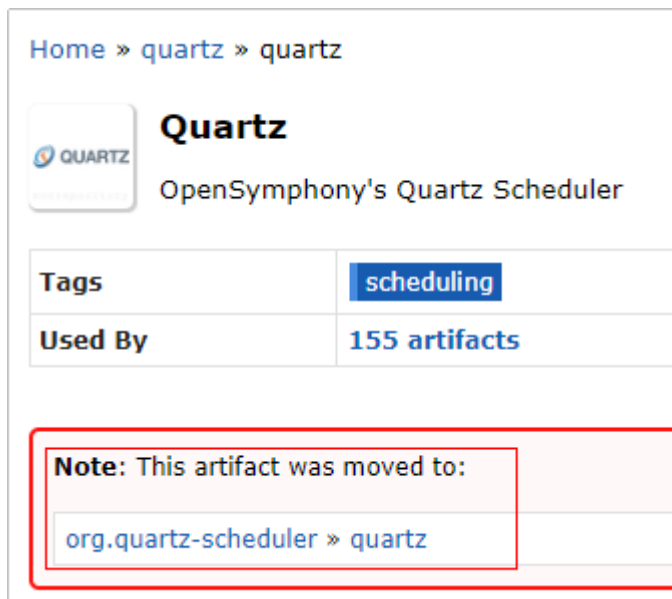 Home » quartz » quartz
Quartz
QUARTZ
OpenSymphony's Quartz Scheduler
Tags scheduling
Used By 155 artifacts
Note: This artifact was moved to:
org.quartz-scheduler » quartz